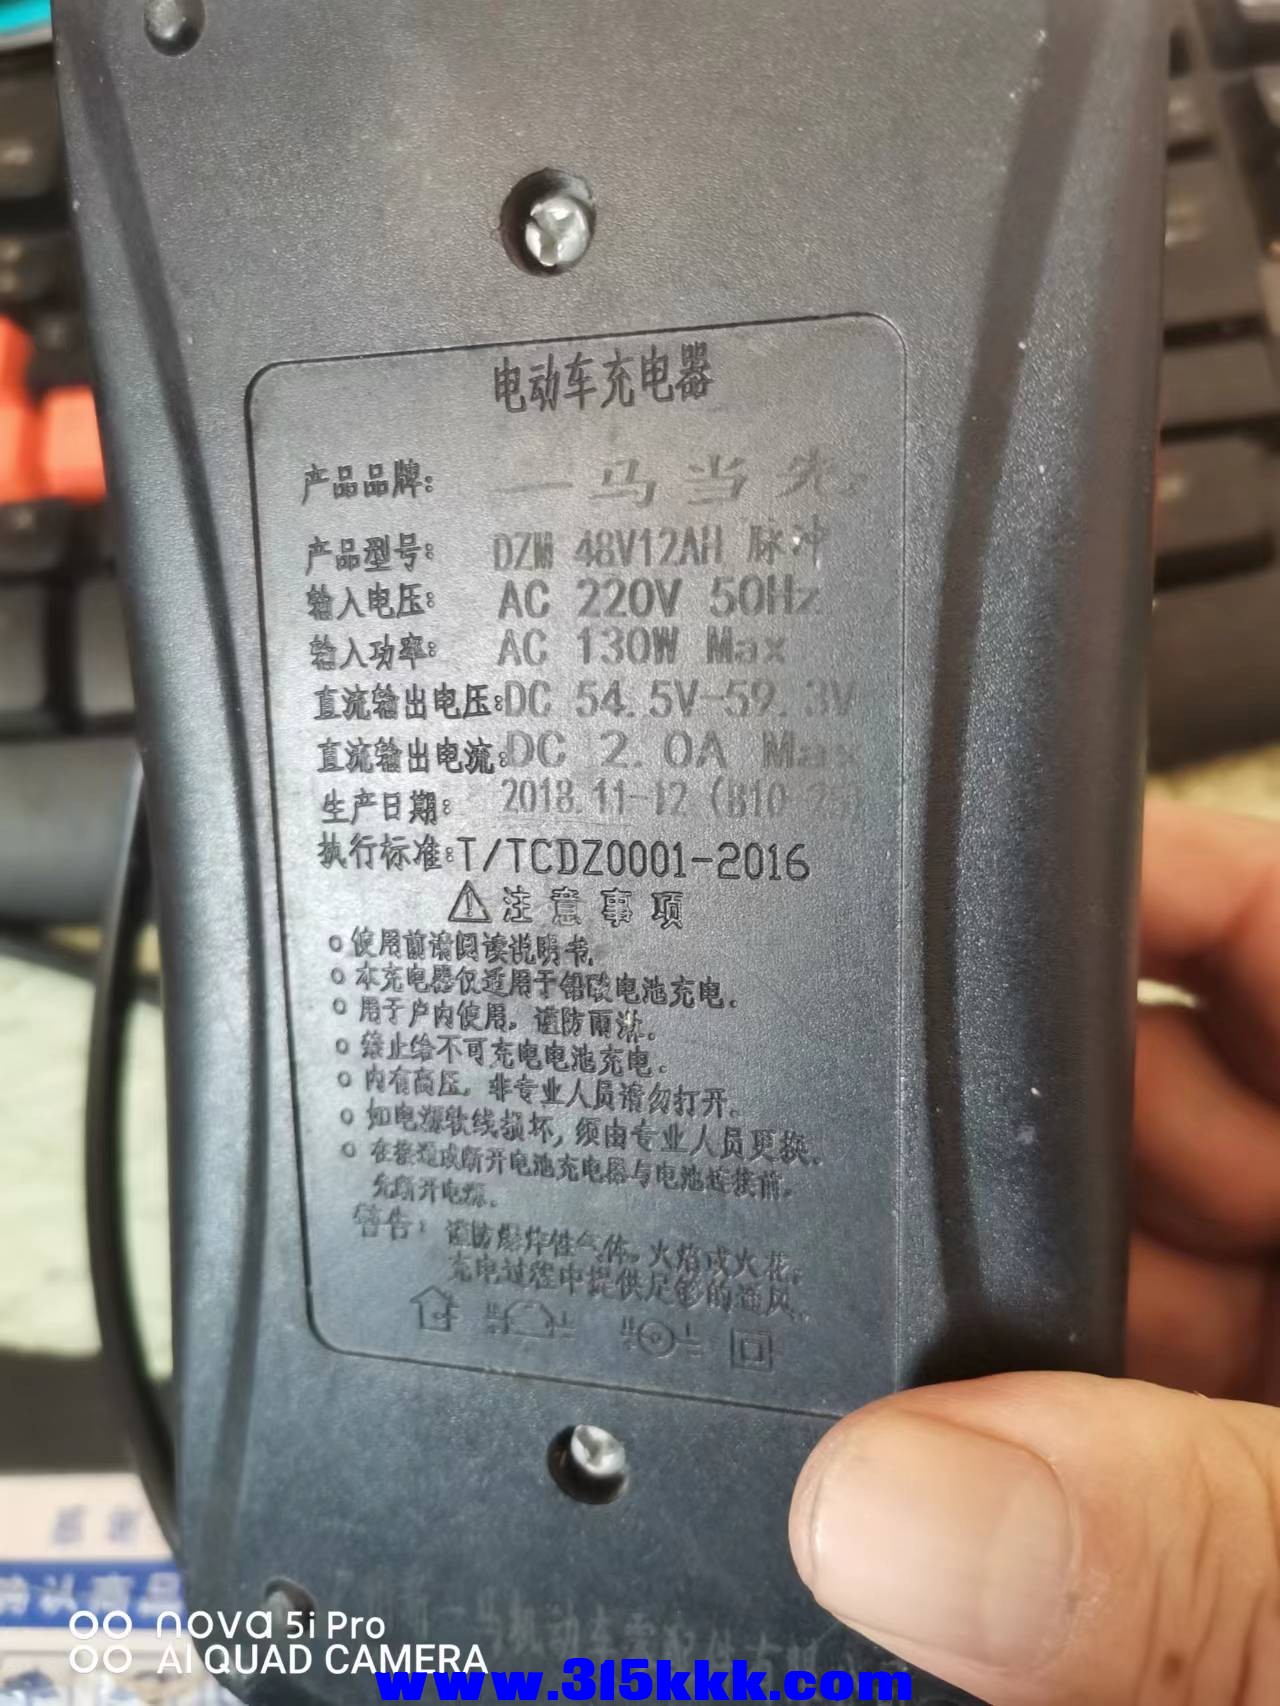 电动车充电器
产品品牌: 一马当先
产品型号: DZM 48V12AH 脉冲
输入电压: AC 220V 50Hz
输入功率: AC 130W Max
直流输出电压:DC 54.5V-59.3V
直流输出电流:DC 2.0A Max
生产日期: 2018.11-12 (B10
执行标准:T/TCDZ0001-2016
注意事项
使用前请阅读说明书.
本充电器仅适用于铅酸电池充电.
用于户内使用, 谨防雨淋.
禁止给不可充电电池充电.
内有高压, 非专业人员请勿打开.
如电源软线损坏, 须由专业人员更换.
在接通或断开电池充电器与电池连接前,
先断开电源.
警告: 谨防爆炸性气体, 火焰或火花,
充电过程中提供足够的通风.
确认商品
nova 5i Pro
AI QUAD CAMERA
www.315kkk.com